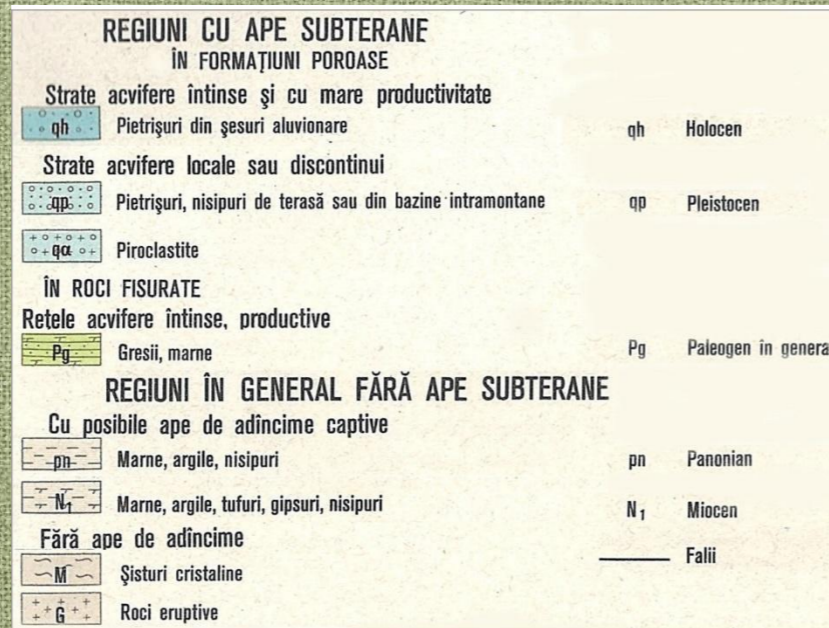 REGIUNI CU APE SUBTERANE
ÎN FORMAŢIUNI POROASE
Strate acvifere întinse şi cu mare productivitate
qh Pietrişuri din şesuri aluvionare qh Holocen
Strate acvifere locale sau discontinui
qp Pietrişuri, nisipuri de terasă sau din bazine intramontane qp Pleistocen
qα Piroclastite
ÎN ROCI FISURATE
Reţele acvifere întinse, productive
Pg Gresii, marne Pg Paleogen în genera
REGIUNI ÎN GENERAL FĂRĂ APE SUBTERANE
Cu posibile ape de adîncime captive
pn Marne, argile, nisipuri pn Panonian
N₁ Marne, argile, tufuri, gipsuri, nisipuri N₁ Miocen
Fără ape de adîncime
Falii
M Şisturi cristaline
G Roci eruptive